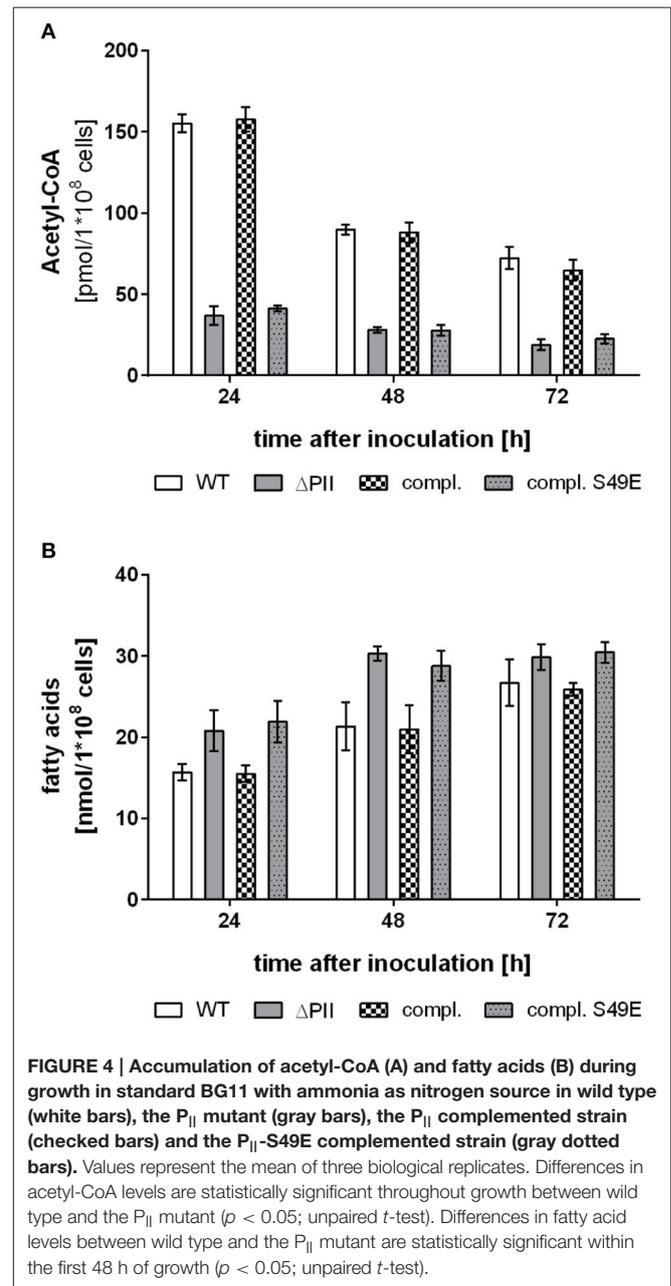 A
200
150
100
50
0
Acetyl-CoA
[pmol/1*10^8 cells]
24 48 72
time after inoculation [h]
WT ΔPII compl. compl. S49E
B
40
30
20
10
0
fatty acids
[nmol/1*10^8 cells]
24 48 72
time after inoculation [h]
WT ΔPII compl. compl. S49E
FIGURE 4 | Accumulation of acetyl-CoA (A) and fatty acids (B) during
growth in standard BG11 with ammonia as nitrogen source in wild type
(white bars), the PII mutant (gray bars), the PII complemented strain
(checked bars) and the PII-S49E complemented strain (gray dotted
bars). Values represent the mean of three biological replicates. Differences in
acetyl-CoA levels are statistically significant throughout growth between wild
type and the PII mutant (p < 0.05; unpaired t-test). Differences in fatty acid
levels between wild type and the PII mutant are statistically significant within
the first 48 h of growth (p < 0.05; unpaired t-test).